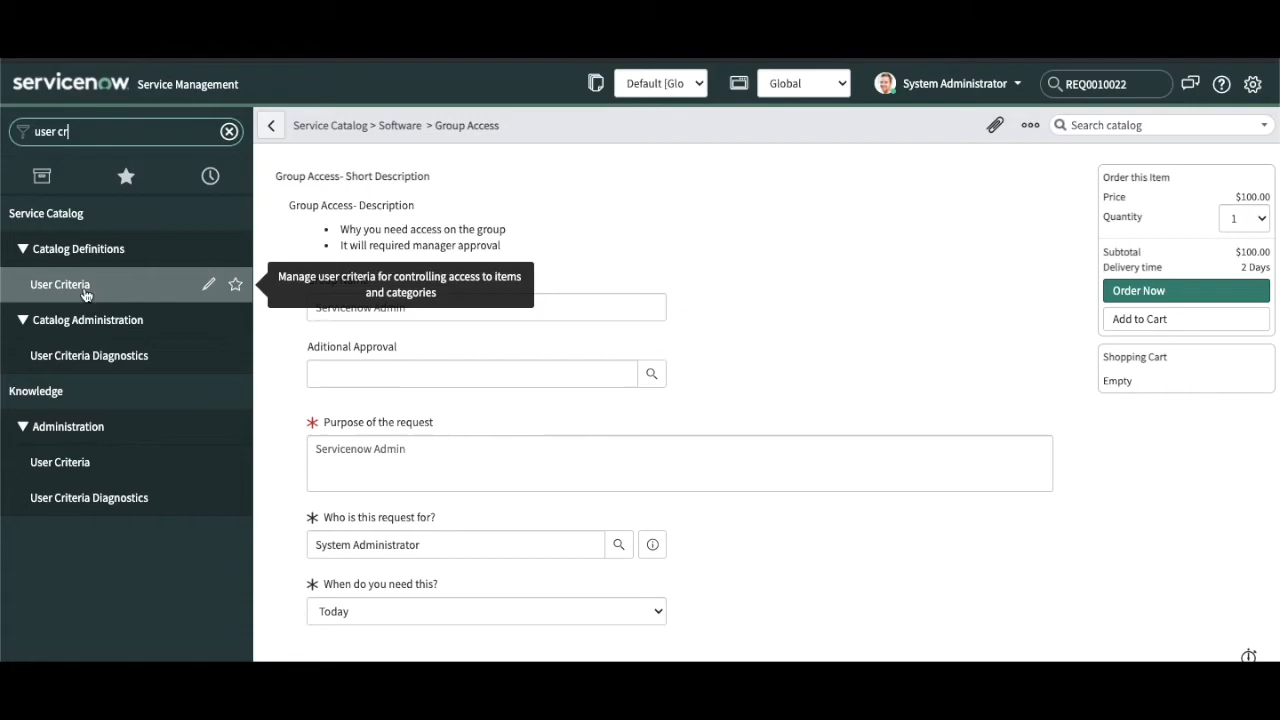 servicenow Service Management
Default [Glo
Global
System Administrator
REQ0010022
user cr
Service Catalog > Software > Group Access
Search catalog
Service Catalog
Catalog Definitions
User Criteria
Catalog Administration
User Criteria Diagnostics
Knowledge
Administration
User Criteria
User Criteria Diagnostics
Manage user criteria for controlling access to items
and categories
Group Access- Short Description
Group Access- Description
• Why you need access on the group
• It will required manager approval
Servicenow Admin
Aditional Approval
* Purpose of the request
Servicenow Admin
* Who is this request for?
System Administrator
* When do you need this?
Today
Order this Item
Price $100.00
Quantity 1
Subtotal $100.00
Delivery time 2 Days
Order Now
Add to Cart
Shopping Cart
Empty